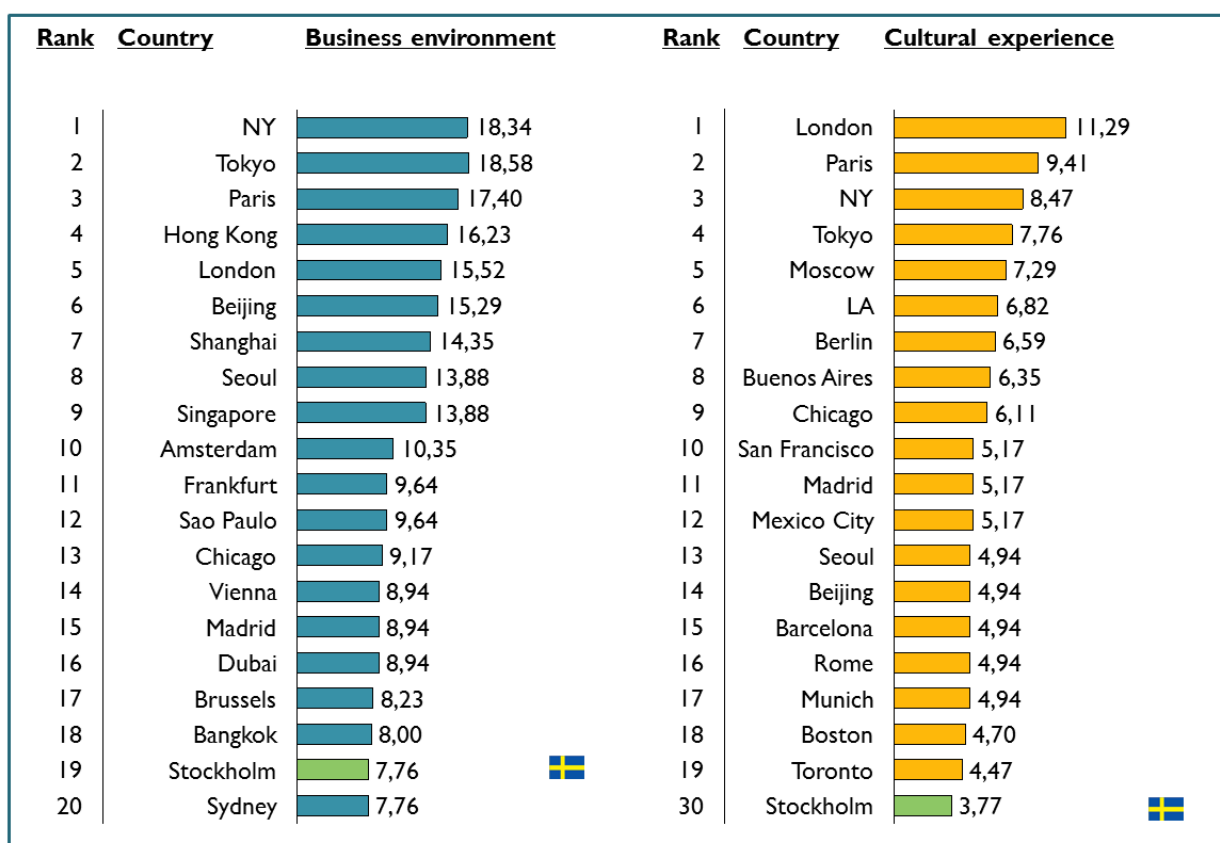 Rank Country Business environment Rank Country Cultural experience
1 NY 18,34 1 London 11,29
2 Tokyo 18,58 2 Paris 9,41
3 Paris 17,40 3 NY 8,47
4 Hong Kong 16,23 4 Tokyo 7,76
5 London 15,52 5 Moscow 7,29
6 Beijing 15,29 6 LA 6,82
7 Shanghai 14,35 7 Berlin 6,59
8 Seoul 13,88 8 Buenos Aires 6,35
9 Singapore 13,88 9 Chicago 6,11
10 Amsterdam 10,35 10 San Francisco 5,17
11 Frankfurt 9,64 11 Madrid 5,17
12 Sao Paulo 9,64 12 Mexico City 5,17
13 Chicago 9,17 13 Seoul 4,94
14 Vienna 8,94 14 Beijing 4,94
15 Madrid 8,94 15 Barcelona 4,94
16 Dubai 8,94 16 Rome 4,94
17 Brussels 8,23 17 Munich 4,94
18 Bangkok 8,00 18 Boston 4,70
19 Stockholm 7,76 19 Toronto 4,47
20 Sydney 7,76 30 Stockholm 3,77